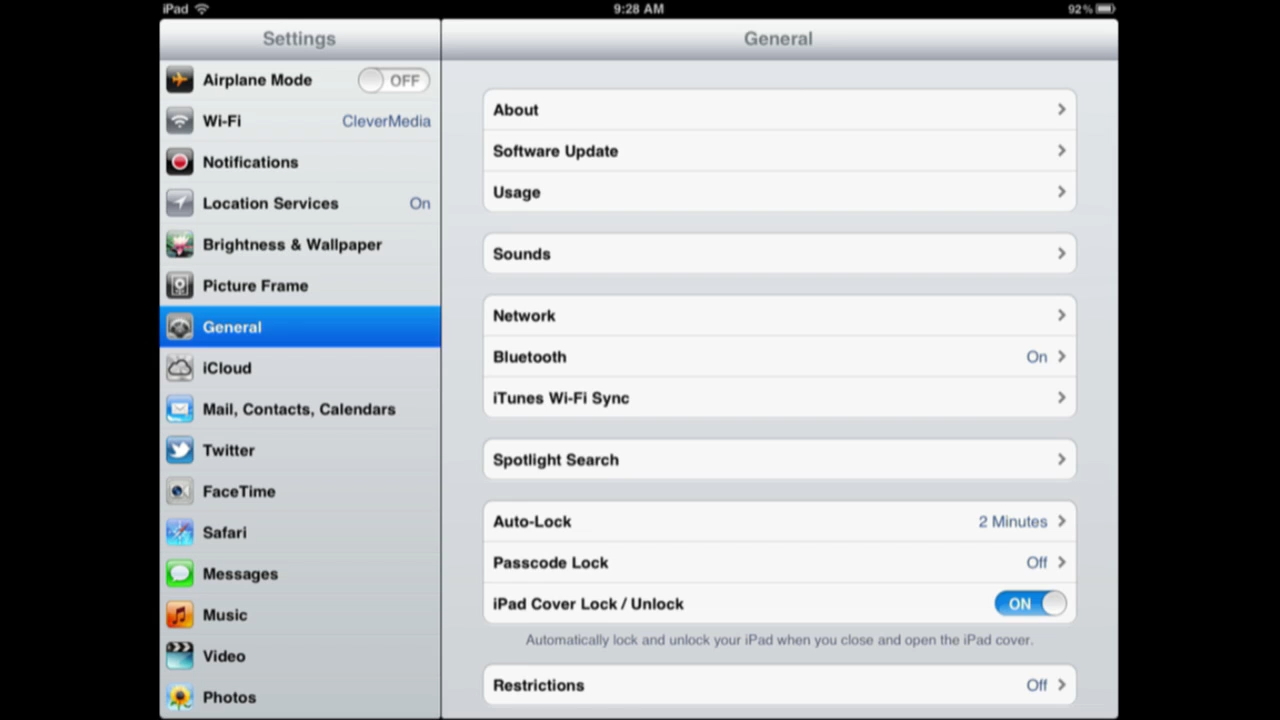 iPad 9:28 AM 92%
Settings
General
Airplane Mode OFF
Wi-Fi CleverMedia
Notifications
Location Services On
Brightness & Wallpaper
Picture Frame
General
iCloud
Mail, Contacts, Calendars
Twitter
FaceTime
Safari
Messages
Music
Video
Photos
About
Software Update
Usage
Sounds
Network
Bluetooth On
iTunes Wi-Fi Sync
Spotlight Search
Auto-Lock 2 Minutes
Passcode Lock Off
iPad Cover Lock / Unlock ON
Automatically lock and unlock your iPad when you close and open the iPad cover.
Restrictions Off